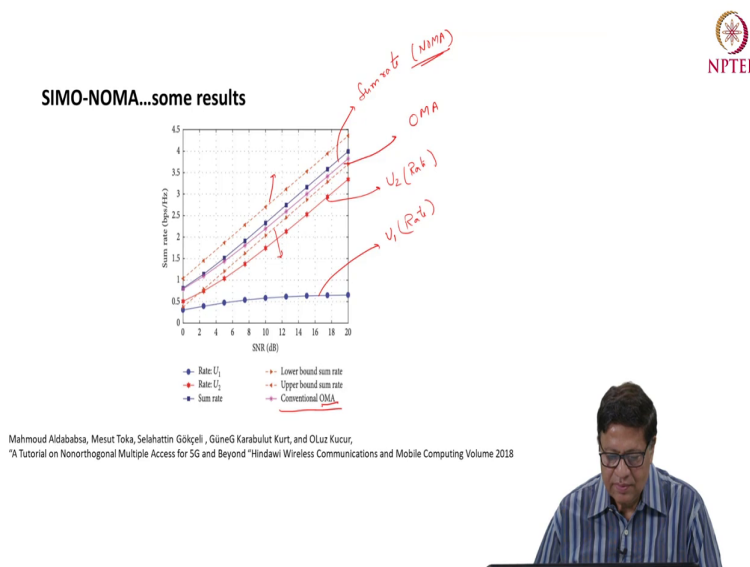 NPTEL
SIMO-NOMA...some results
Sum rate (NOMA)
OMA
U2 (Rate)
U1 (Rate)
4.5
4
3.5
3
2.5
2
1.5
1
0.5
0
Sum rate (bps/Hz)
0 2 4 6 8 10 12 14 16 18 20
SNR (dB)
Rate: U1
Rate: U2
Sum rate
Lower bound sum rate
Upper bound sum rate
Conventional OMA
Mahmoud Aldababsa, Mesut Toka, Selahattin Gökçeli , GüneG Karabulut Kurt, and OLuz Kucur,
"A Tutorial on Nonorthogonal Multiple Access for 5G and Beyond "Hindawi Wireless Communications and Mobile Computing Volume 2018